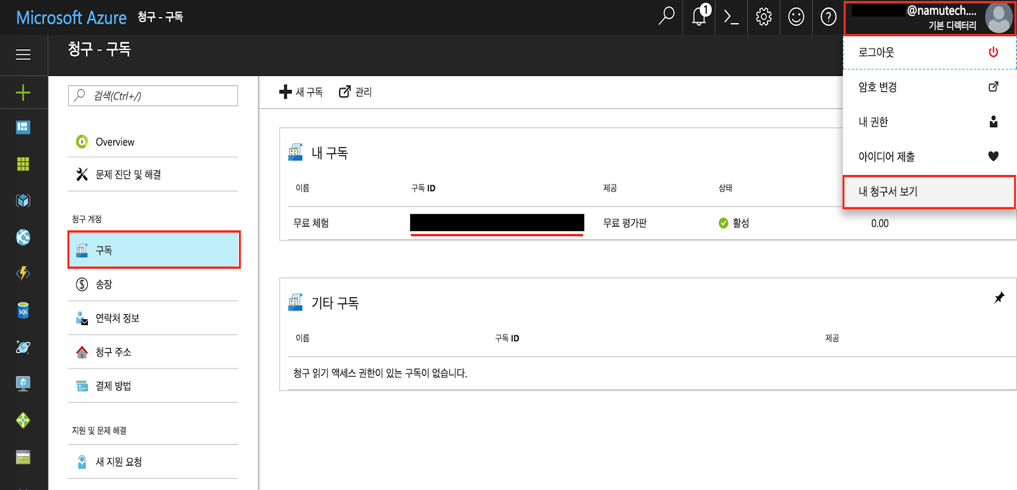 Microsoft Azure 청구 - 구독
1
@namutech....
기본 디렉터리
청구 - 구독
로그아웃
암호 변경
내 권한
아이디어 제출
내 청구서 보기
검색(Ctrl+/)
Overview
문제 진단 및 해결
청구 계정
구독
송장
연락처 정보
청구 주소
결제 방법
지원 및 문제 해결
새 지원 요청
새 구독 관리
내 구독
이름 구독 ID 제공 상태
무료 체험 무료 평가판 활성 0.00
기타 구독
이름 구독 ID 제공
청구 읽기 액세스 권한이 있는 구독이 없습니다.